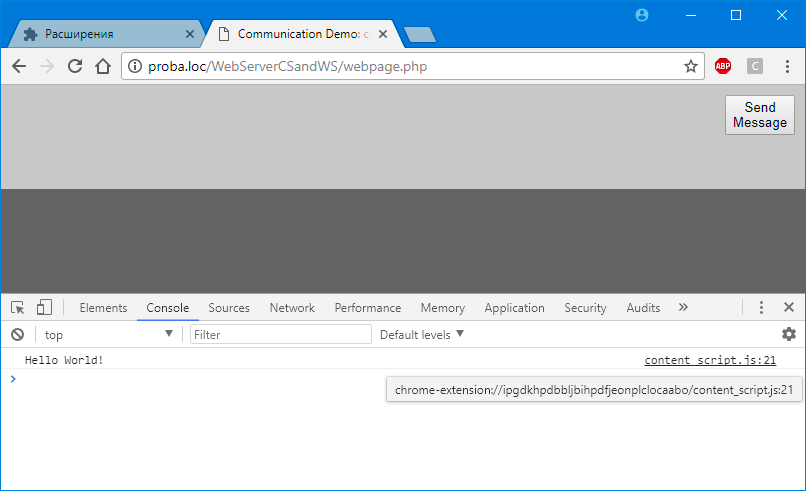 Расширения
Communication Demo: c
proba.loc/WebServerCSandWS/webpage.php
ABP
C
Send
Message
Elements Console Sources Network Performance Memory Application Security Audits »
top Filter Default levels
Hello World! content_script.js:21
chrome-extension://ipgdkhpdbbljbihpdfjeonplclocaabo/content_script.js:21